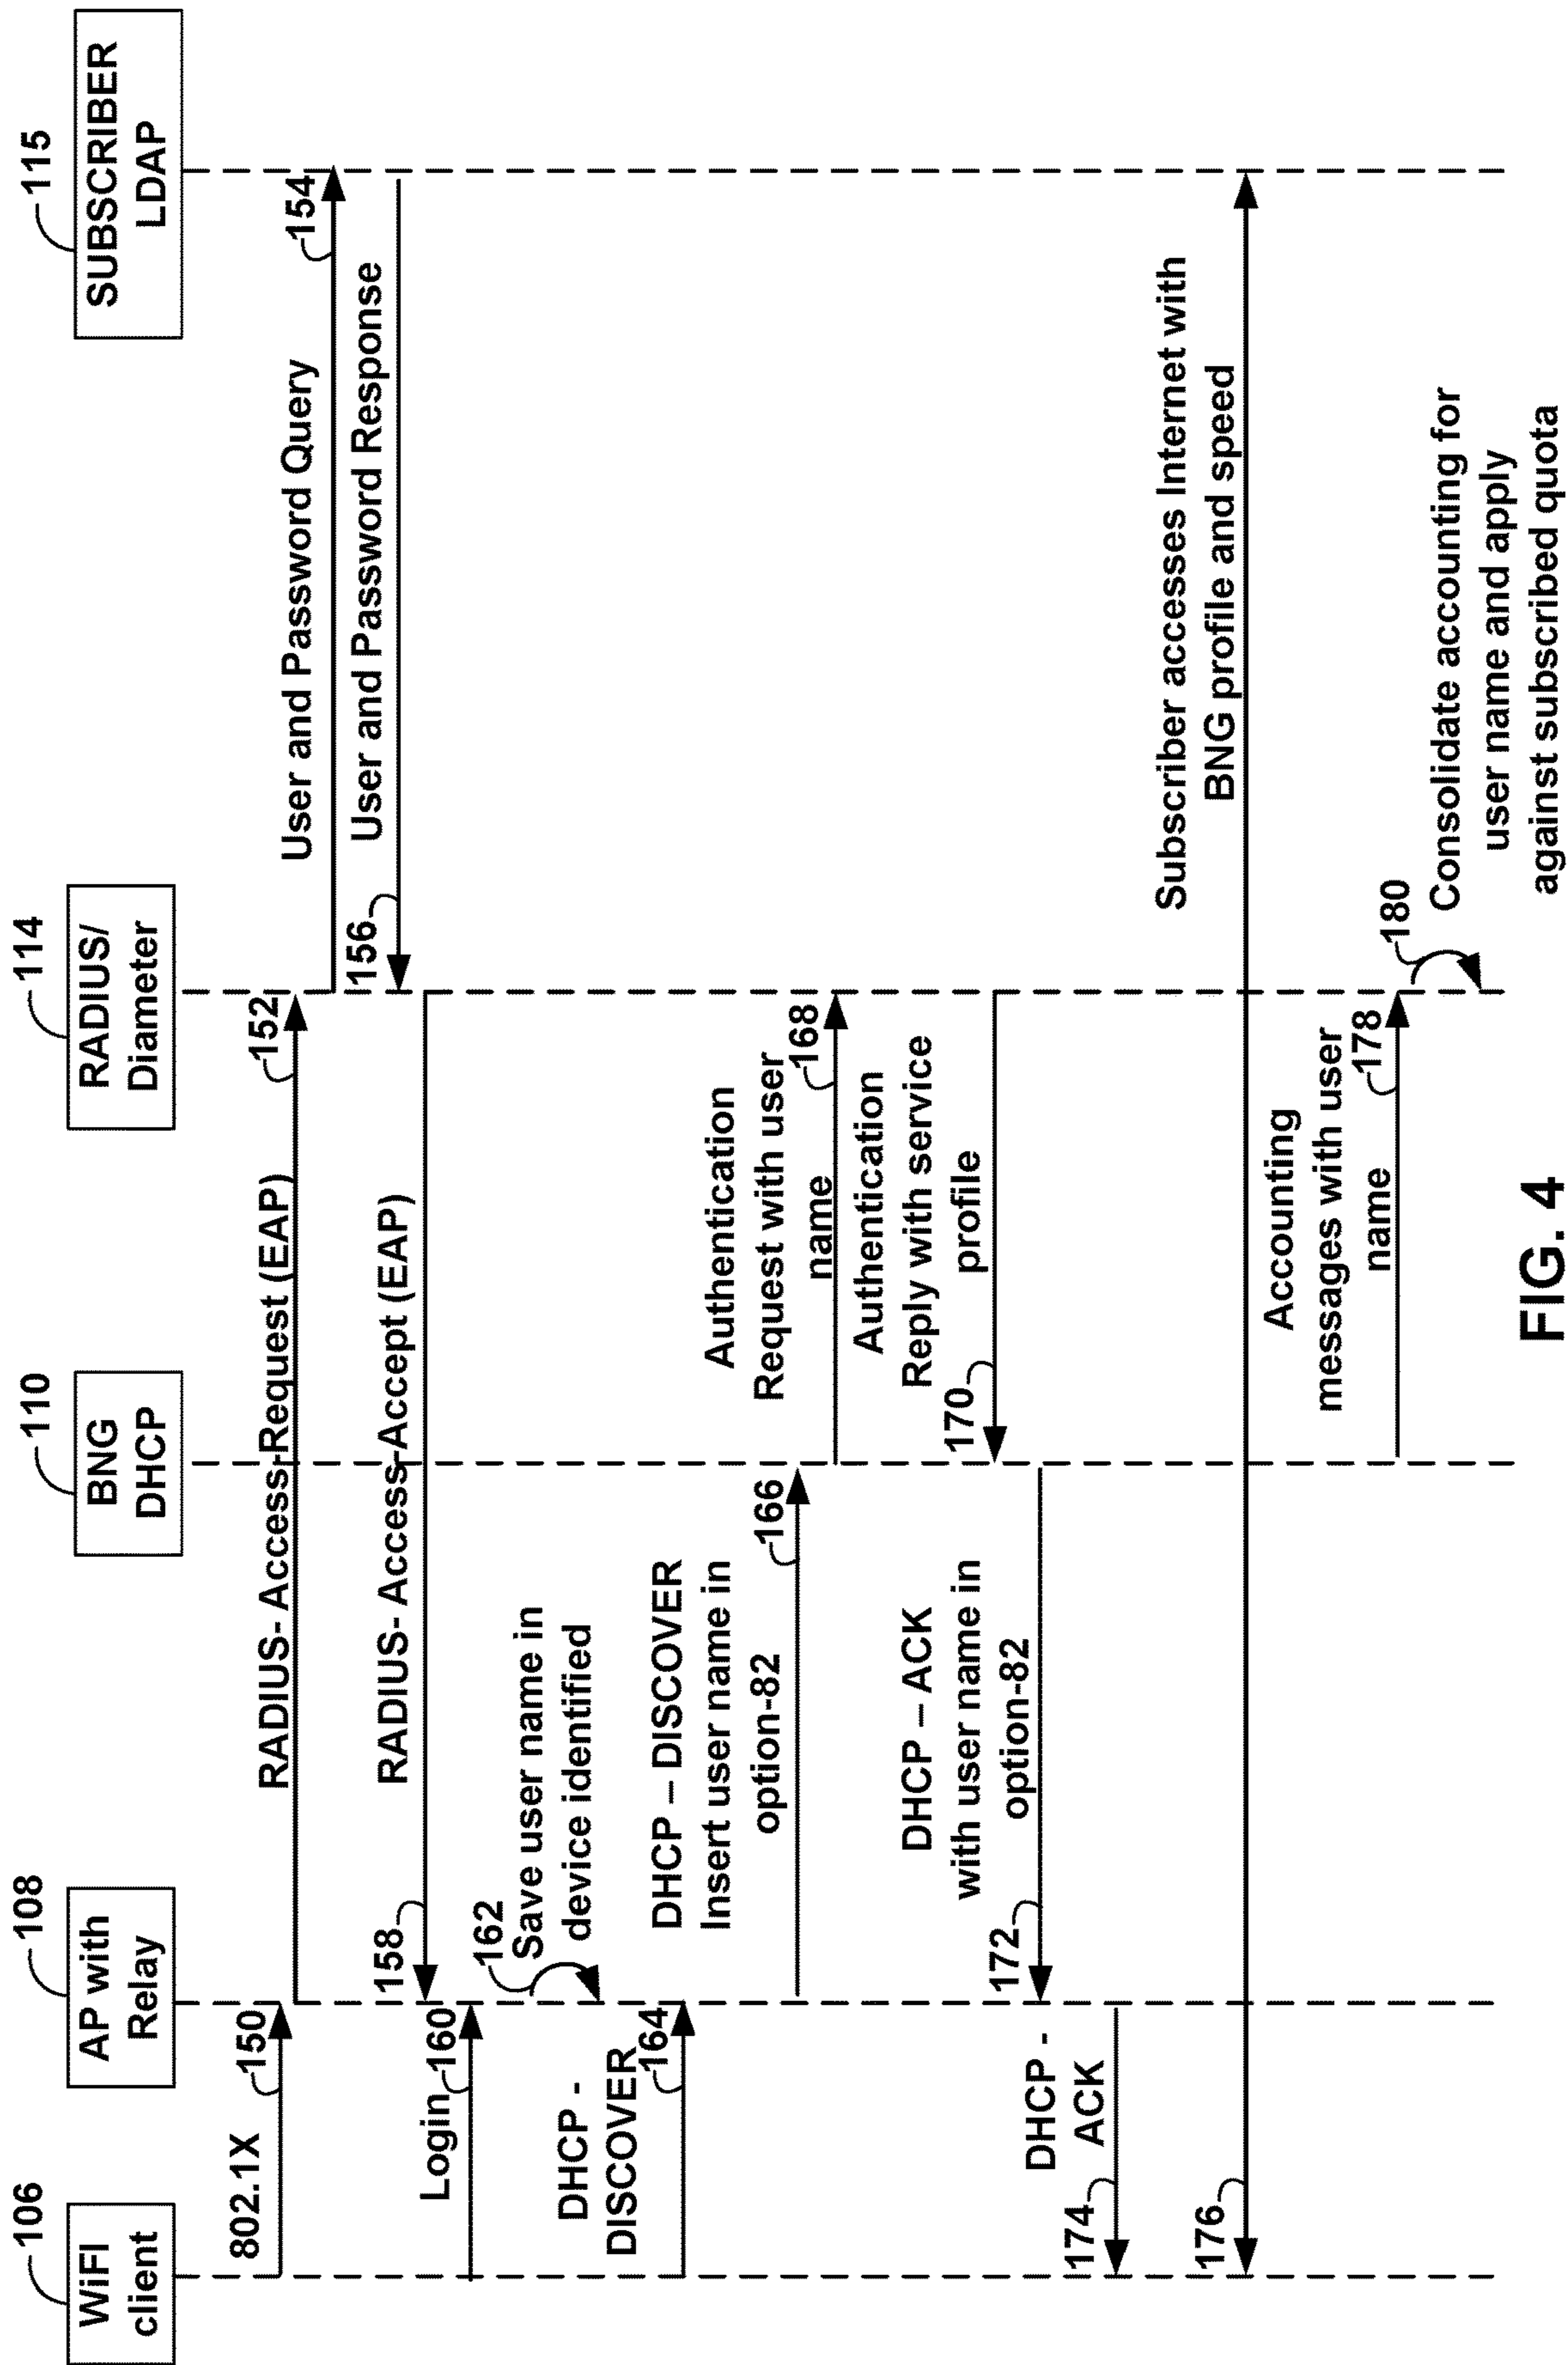 106
WiFI
client
108
AP with
Relay
110
BNG
DHCP
114
RADIUS/
Diameter
115
SUBSCRIBER
LDAP
802.1X
150
RADIUS- Access-Request (EAP)
152
User and Password Query
154
User and Password Response
156
RADIUS- Access-Accept (EAP)
158
Login
160
162
Save user name in
device identified
DHCP -
DISCOVER
164
DHCP – DISCOVER
Insert user name in
option-82
166
Authentication
Request with user
name
168
Authentication
Reply with service
profile
170
DHCP – ACK
with user name in
option-82
172
DHCP -
ACK
174
Subscriber accesses Internet with
BNG profile and speed
176
Accounting
messages with user
name
178
180
Consolidate accounting for
user name and apply
against subscribed quota
FIG. 4